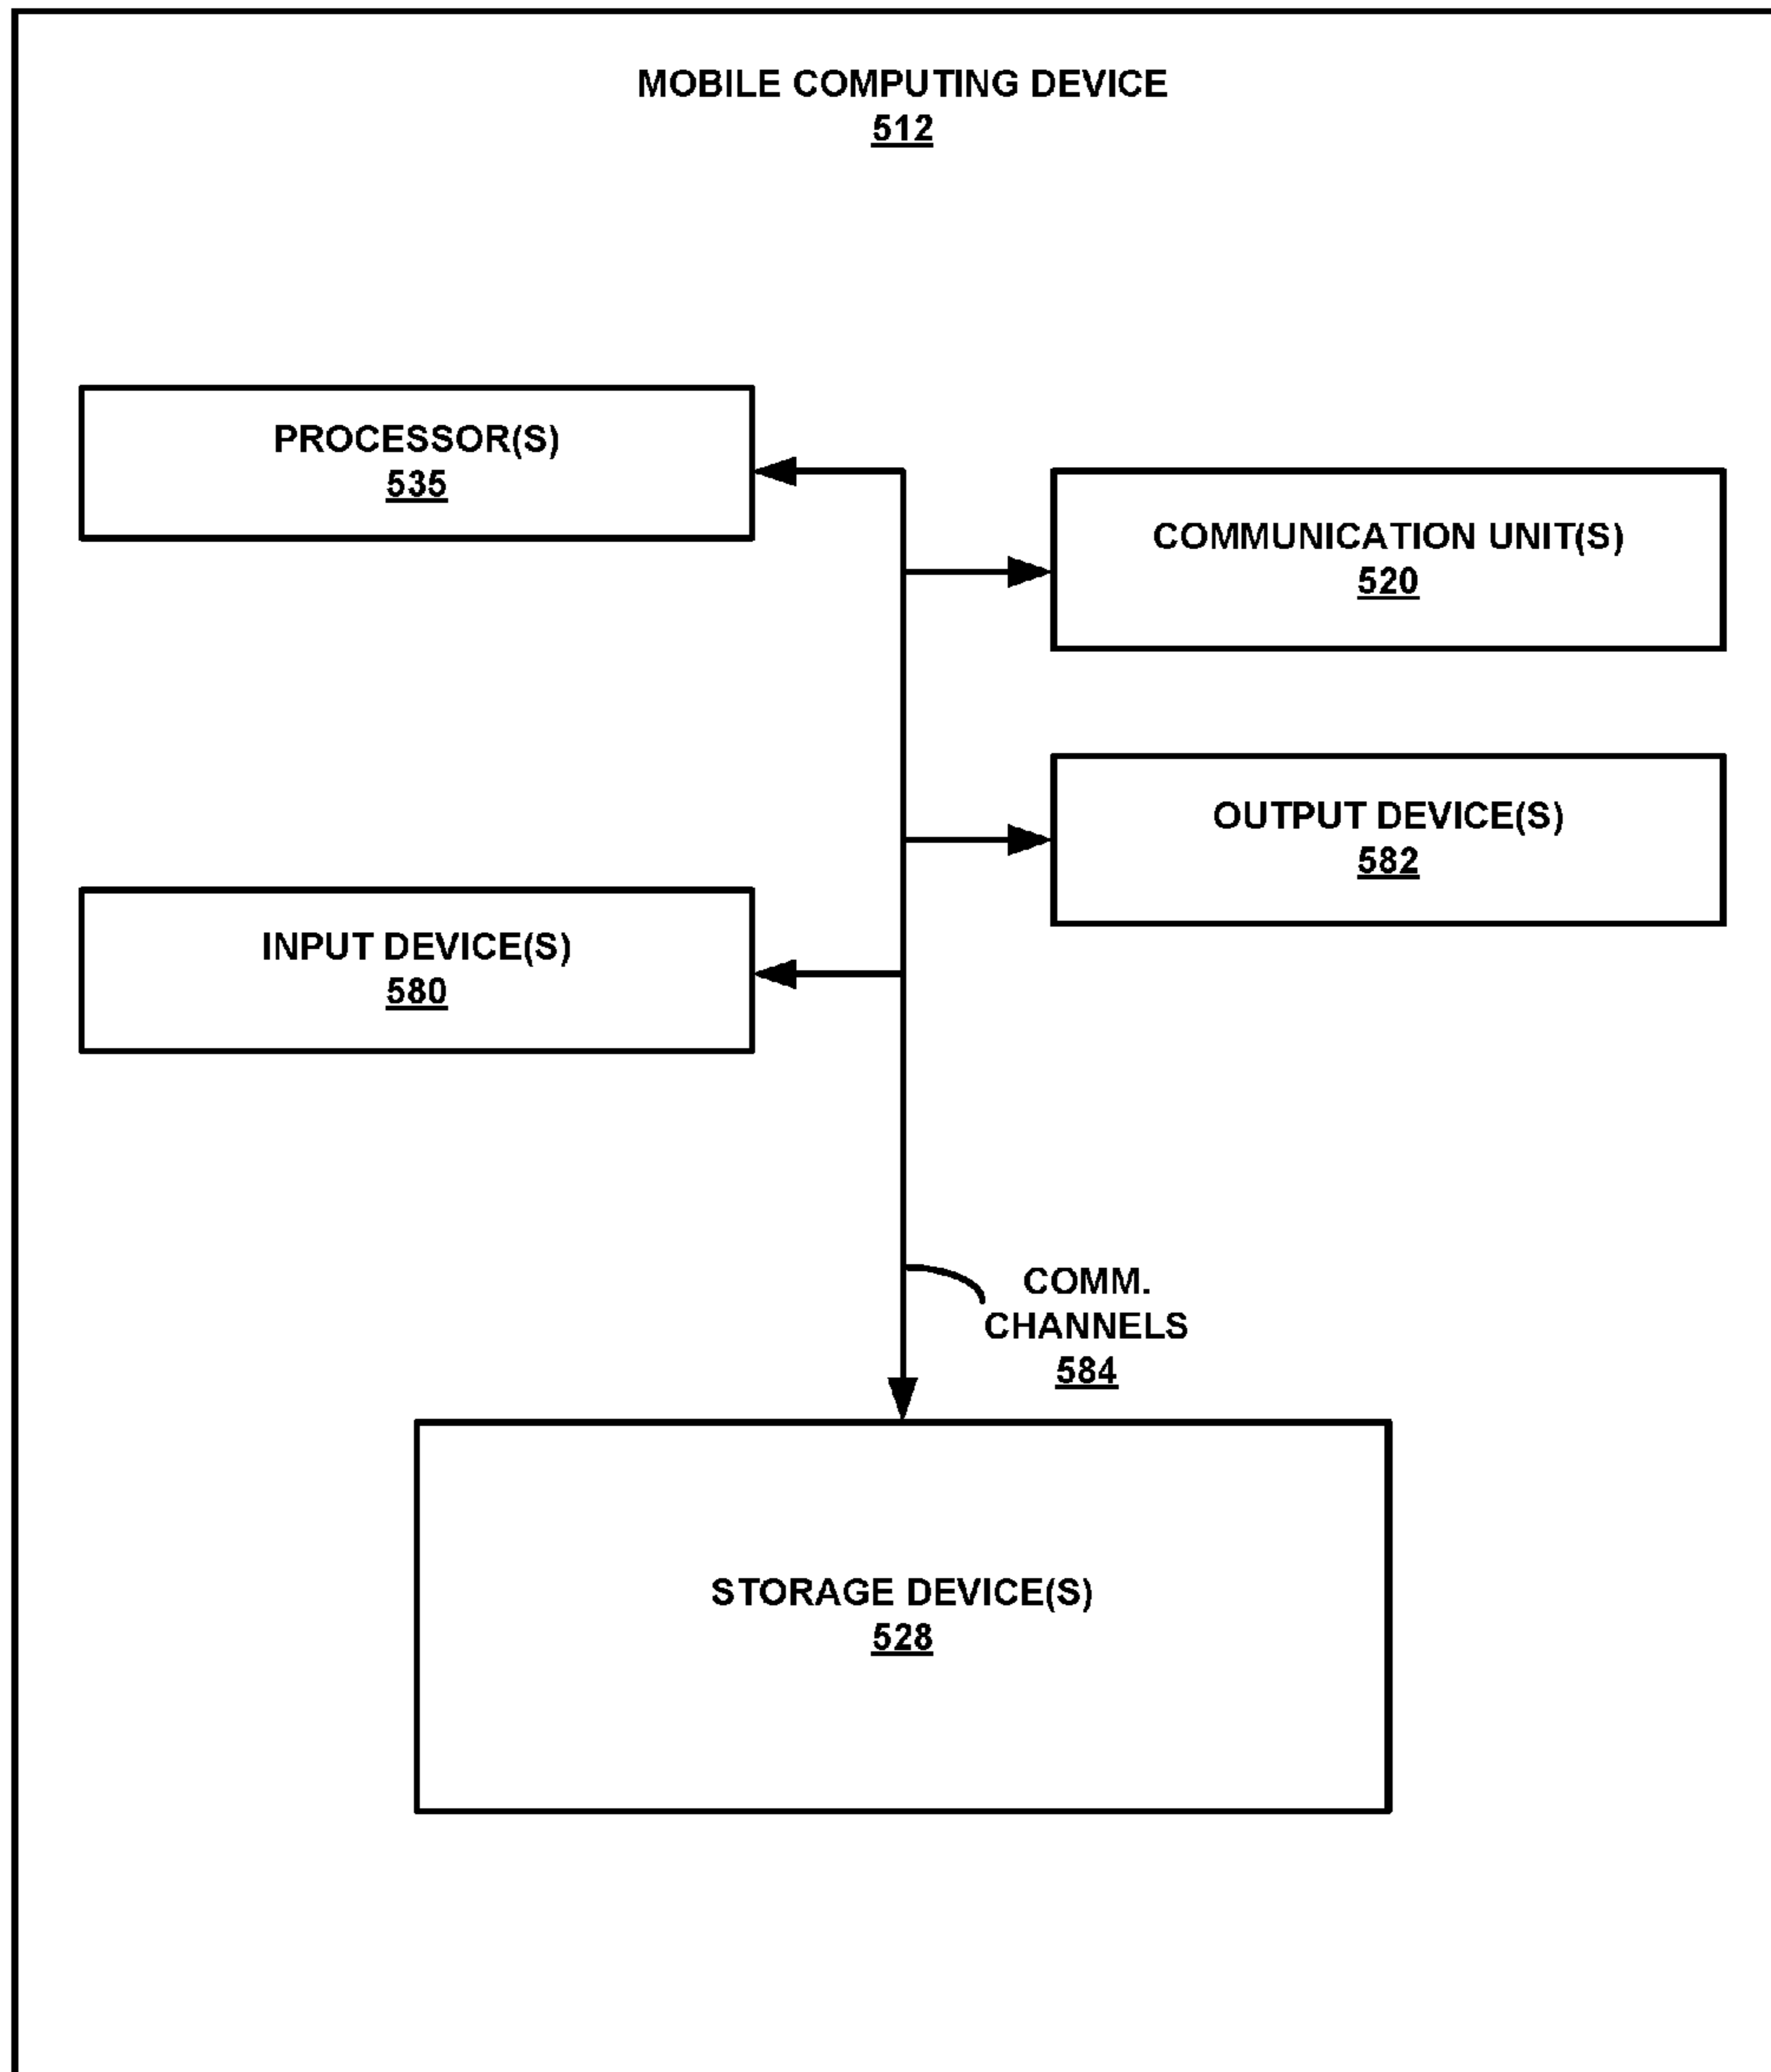 MOBILE COMPUTING DEVICE
512
PROCESSOR(S)
535
COMMUNICATION UNIT(S)
520
OUTPUT DEVICE(S)
582
INPUT DEVICE(S)
580
COMM.
CHANNELS
584
STORAGE DEVICE(S)
528